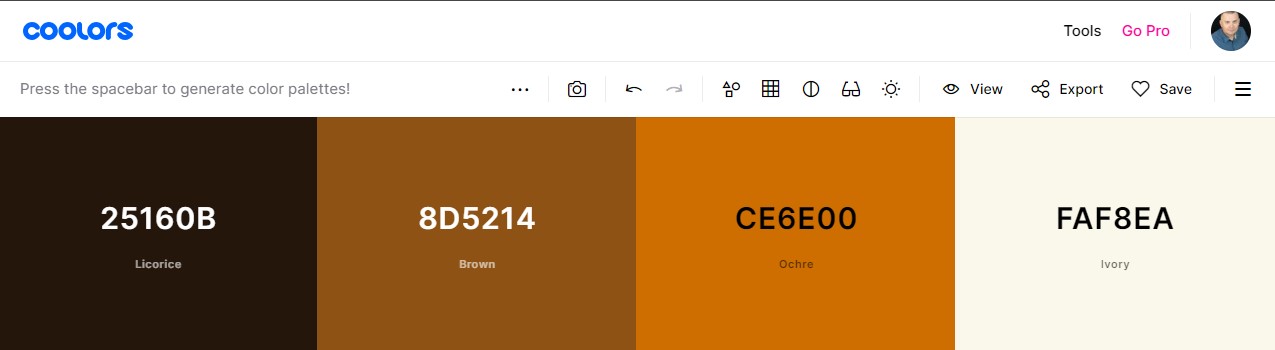 coolors
Tools Go Pro
Press the spacebar to generate color palettes!
View Export Save
25160B 8D5214 CE6E00 FAF8EA
Licorice Brown Ochre Ivory